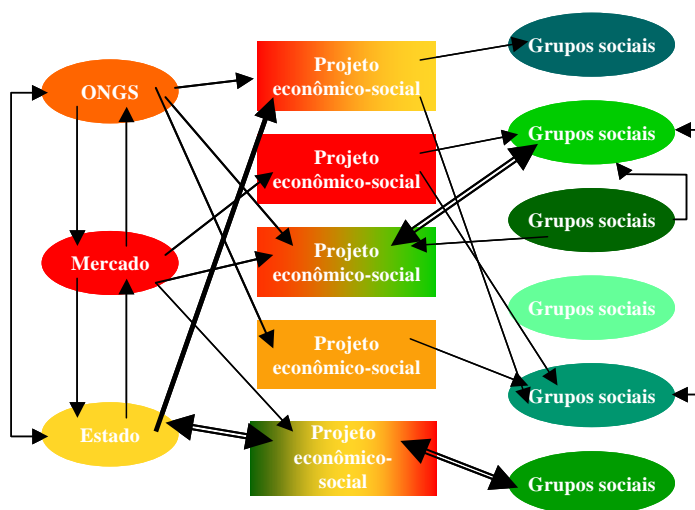 ONGS
Mercado
Estado
Projeto
econômico-social
Projeto
econômico-social
Projeto
econômico-social
Projeto
econômico-social
Projeto
econômico-
social
Grupos sociais
Grupos sociais
Grupos sociais
Grupos sociais
Grupos sociais
Grupos sociais